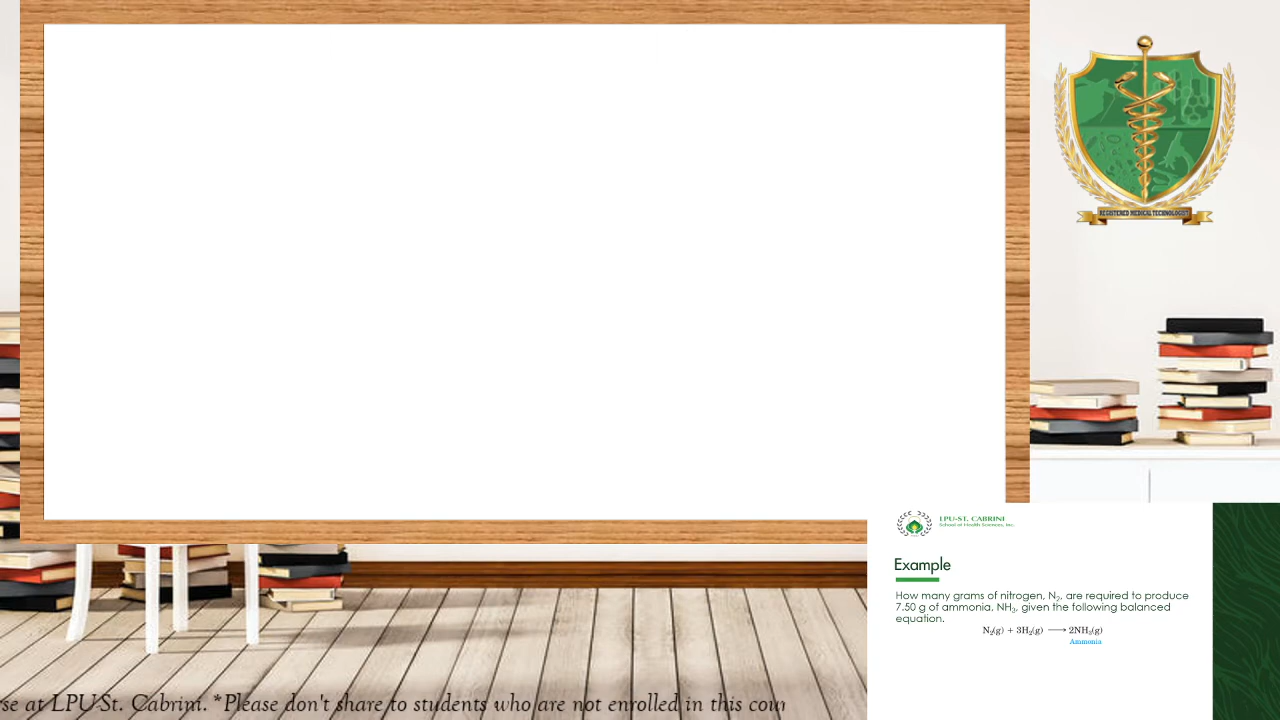 REGISTERED MEDICAL TECHNOLOGIST
LPU-ST. CABRINI
School of Health Sciences, Inc.
Example
How many grams of nitrogen, N₂, are required to produce
7.50 g of ammonia, NH₃, given the following balanced
equation.
N₂(g) + 3H₂(g) ⟶ 2NH₃(g)
Ammonia
se at LPU-St. Cabrini. *Please don't share to students who are not enrolled in this cour